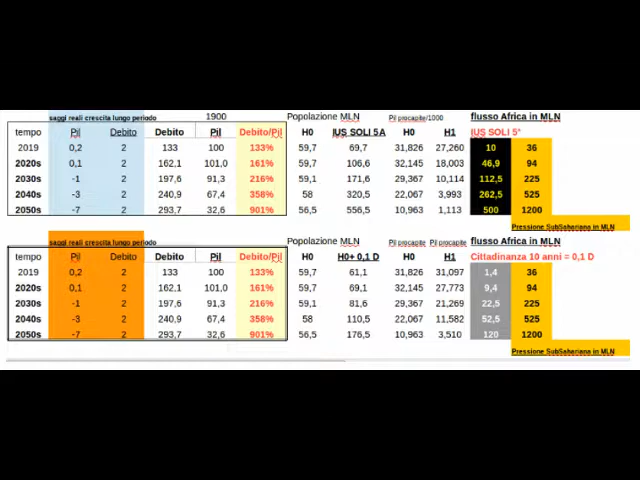 saggi reali crescita lungo periodo 1900 Popolazione MLN Pil procapite/1000 flusso Africa in MLN
tempo Pil Debito Debito Pil Debito/Pil H0 IUS SOLI 5A H0 H1 IUS SOLI 5°
2019 0,2 2 133 100 133% 59,7 69,7 31,826 27,260 10 36
2020s 0,1 2 162,1 101,0 161% 59,7 106,6 32,145 18,003 46,9 94
2030s -1 2 197,6 91,3 216% 59,1 171,6 29,367 10,114 112,5 225
2040s -3 2 240,9 67,4 358% 58 320,5 22,067 3,993 262,5 525
2050s -7 2 293,7 32,6 901% 56,5 556,5 10,963 1,113 500 1200
Pressione SubSahariana in MLN
saggi reali crescita lungo periodo Popolazione MLN Pil procapite Pil procapite flusso Africa in MLN
tempo Pil Debito Debito Pil Debito/Pil H0 H0+ 0,1 D H0 H1 Cittadinanza 10 anni = 0,1 D
2019 0,2 2 133 100 133% 59,7 61,1 31,826 31,097 1,4 36
2020s 0,1 2 162,1 101,0 161% 59,7 69,1 32,145 27,773 9,4 94
2030s -1 2 197,6 91,3 216% 59,1 81,6 29,367 21,269 22,5 225
2040s -3 2 240,9 67,4 358% 58 110,5 22,067 11,582 52,5 525
2050s -7 2 293,7 32,6 901% 56,5 176,5 10,963 3,510 120 1200
Pressione SubSahariana in MLN